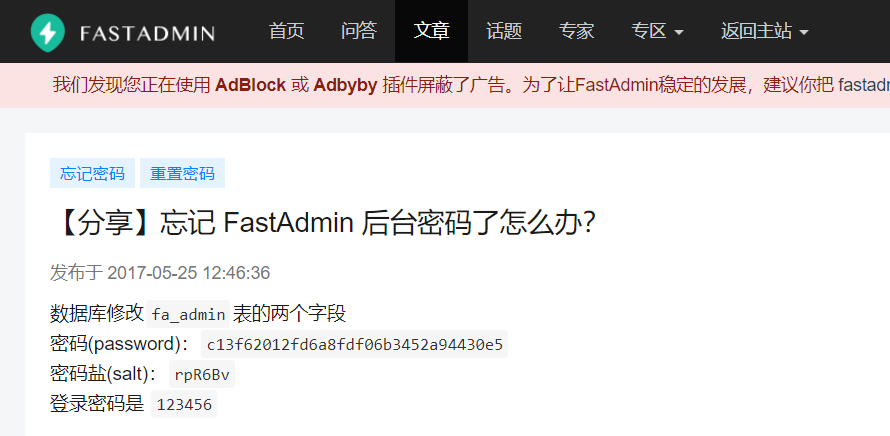 FASTADMIN 首页 问答 文章 话题 专家 专区 返回主站
我们发现您正在使用 AdBlock 或 Adbyby 插件屏蔽了广告。为了让FastAdmin稳定的发展，建议你把 fastadm
忘记密码 重置密码
【分享】忘记 FastAdmin 后台密码了怎么办？
发布于 2017-05-25 12:46:36
数据库修改 fa_admin 表的两个字段
密码(password)： c13f62012fd6a8fdf06b3452a94430e5
密码盐(salt)： rpR6Bv
登录密码是 123456